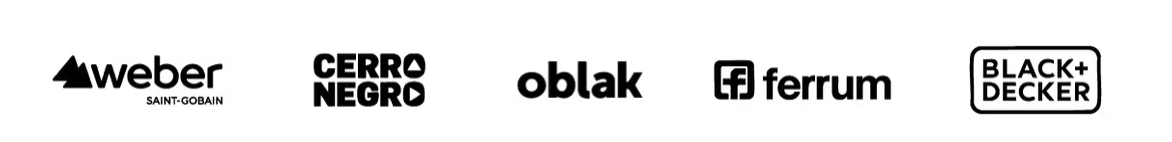 weber
SAINT-GOBAIN
CERRO
NEGRO
oblak
ferrum
BLACK+
DECKER